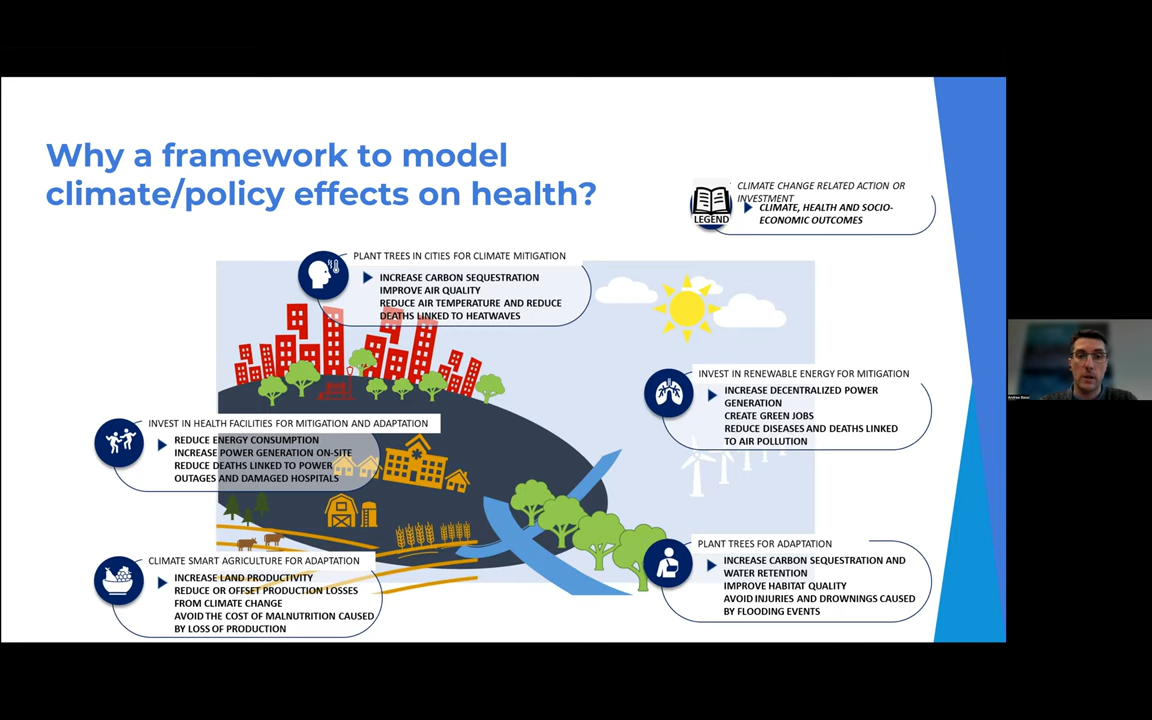 Why a framework to model
climate/policy effects on health?
CLIMATE CHANGE RELATED ACTION OR
INVESTMENT
CLIMATE, HEALTH AND SOCIO-
ECONOMIC OUTCOMES
LEGEND
PLANT TREES IN CITIES FOR CLIMATE MITIGATION
INCREASE CARBON SEQUESTRATION
IMPROVE AIR QUALITY
REDUCE AIR TEMPERATURE AND REDUCE
DEATHS LINKED TO HEATWAVES
INVEST IN RENEWABLE ENERGY FOR MITIGATION
INCREASE DECENTRALIZED POWER
GENERATION
CREATE GREEN JOBS
REDUCE DISEASES AND DEATHS LINKED
TO AIR POLLUTION
INVEST IN HEALTH FACILITIES FOR MITIGATION AND ADAPTATION
REDUCE ENERGY CONSUMPTION
INCREASE POWER GENERATION ON-SITE
REDUCE DEATHS LINKED TO POWER
OUTAGES AND DAMAGED HOSPITALS
PLANT TREES FOR ADAPTATION
INCREASE CARBON SEQUESTRATION AND
WATER RETENTION
IMPROVE HABITAT QUALITY
AVOID INJURIES AND DROWNINGS CAUSED
BY FLOODING EVENTS
CLIMATE SMART AGRICULTURE FOR ADAPTATION
INCREASE LAND PRODUCTIVITY
REDUCE OR OFFSET PRODUCTION LOSSES
FROM CLIMATE CHANGE
AVOID THE COST OF MALNUTRITION CAUSED
BY LOSS OF PRODUCTION